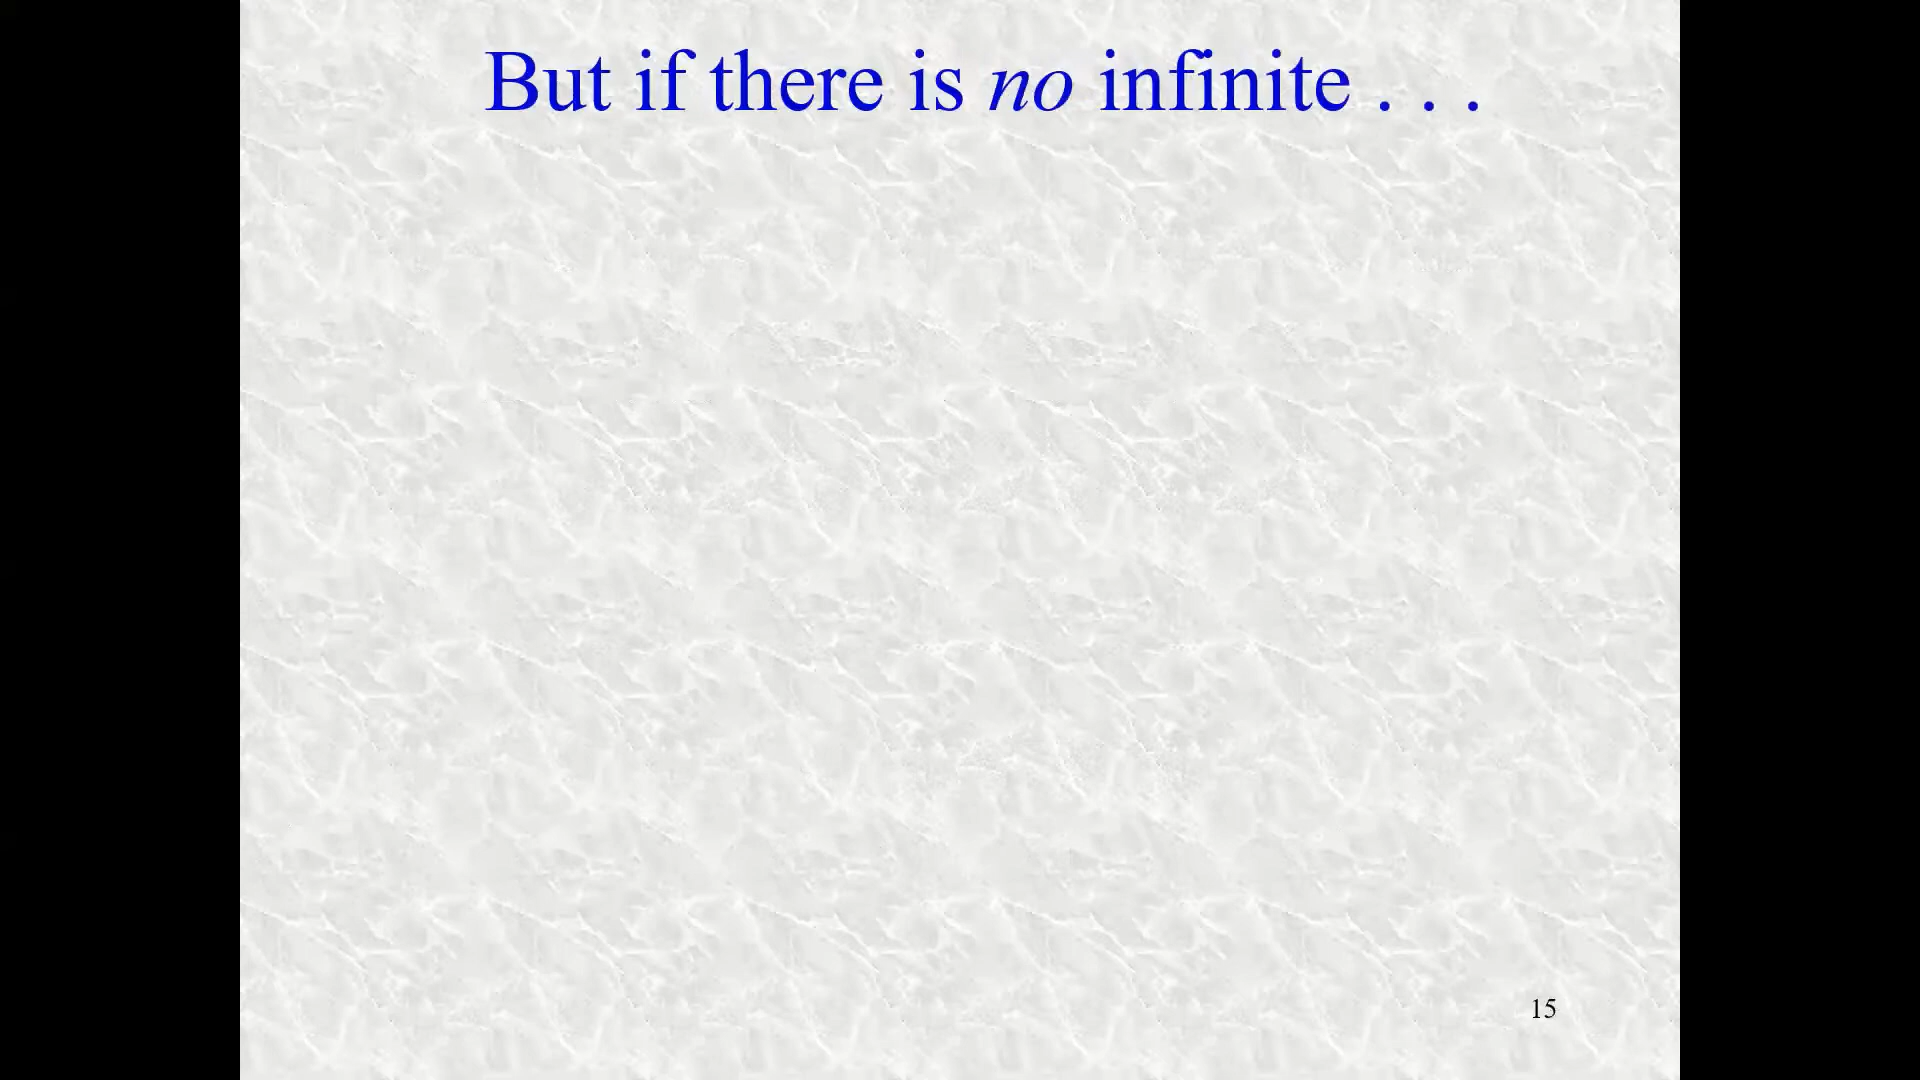 But if there is no infinite . . .
15